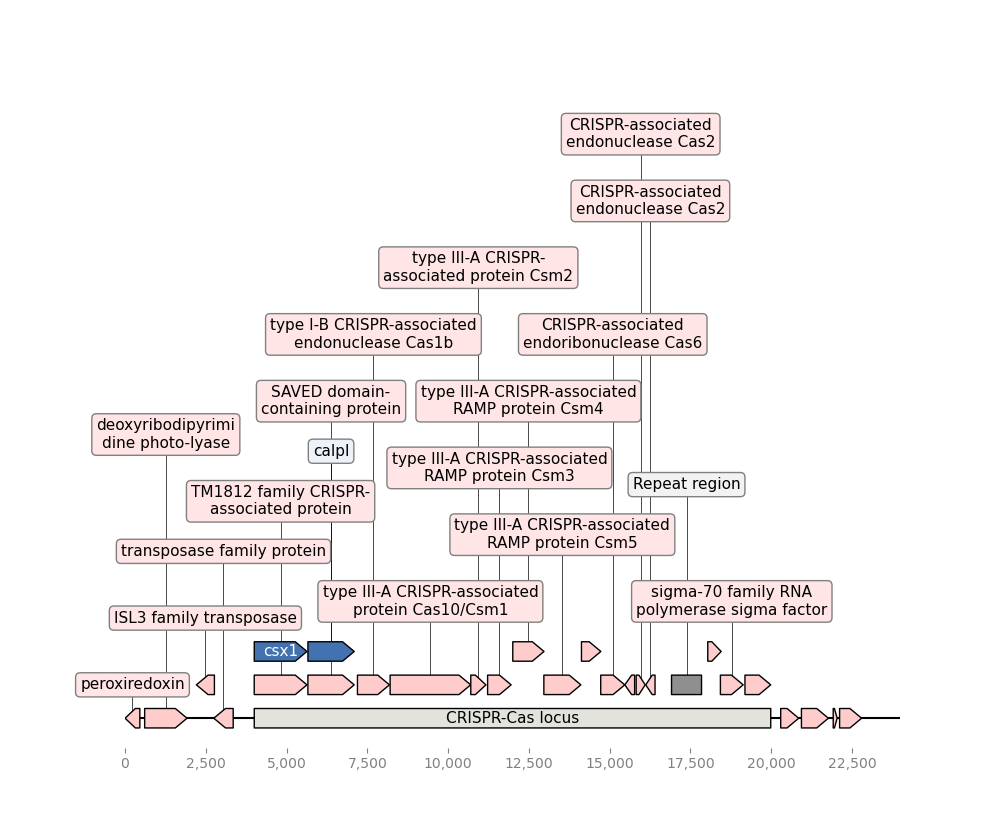 CRISPR-associated
endonuclease Cas2
CRISPR-associated
endonuclease Cas2
type III-A CRISPR-
associated protein Csm2
type I-B CRISPR-associated
endonuclease Cas1b
CRISPR-associated
endoribonuclease Cas6
SAVED domain-
containing protein
type III-A CRISPR-associated
RAMP protein Csm4
deoxyribodipyrimi
dine photo-lyase
calpl
type III-A CRISPR-associated
RAMP protein Csm3
TM1812 family CRISPR-
associated protein
Repeat region
type III-A CRISPR-associated
RAMP protein Csm5
transposase family protein
type III-A CRISPR-associated
protein Cas10/Csm1
sigma-70 family RNA
polymerase sigma factor
ISL3 family transposase
csx1
peroxiredoxin
CRISPR-Cas locus
0 2,500 5,000 7,500 10,000 12,500 15,000 17,500 20,000 22,500